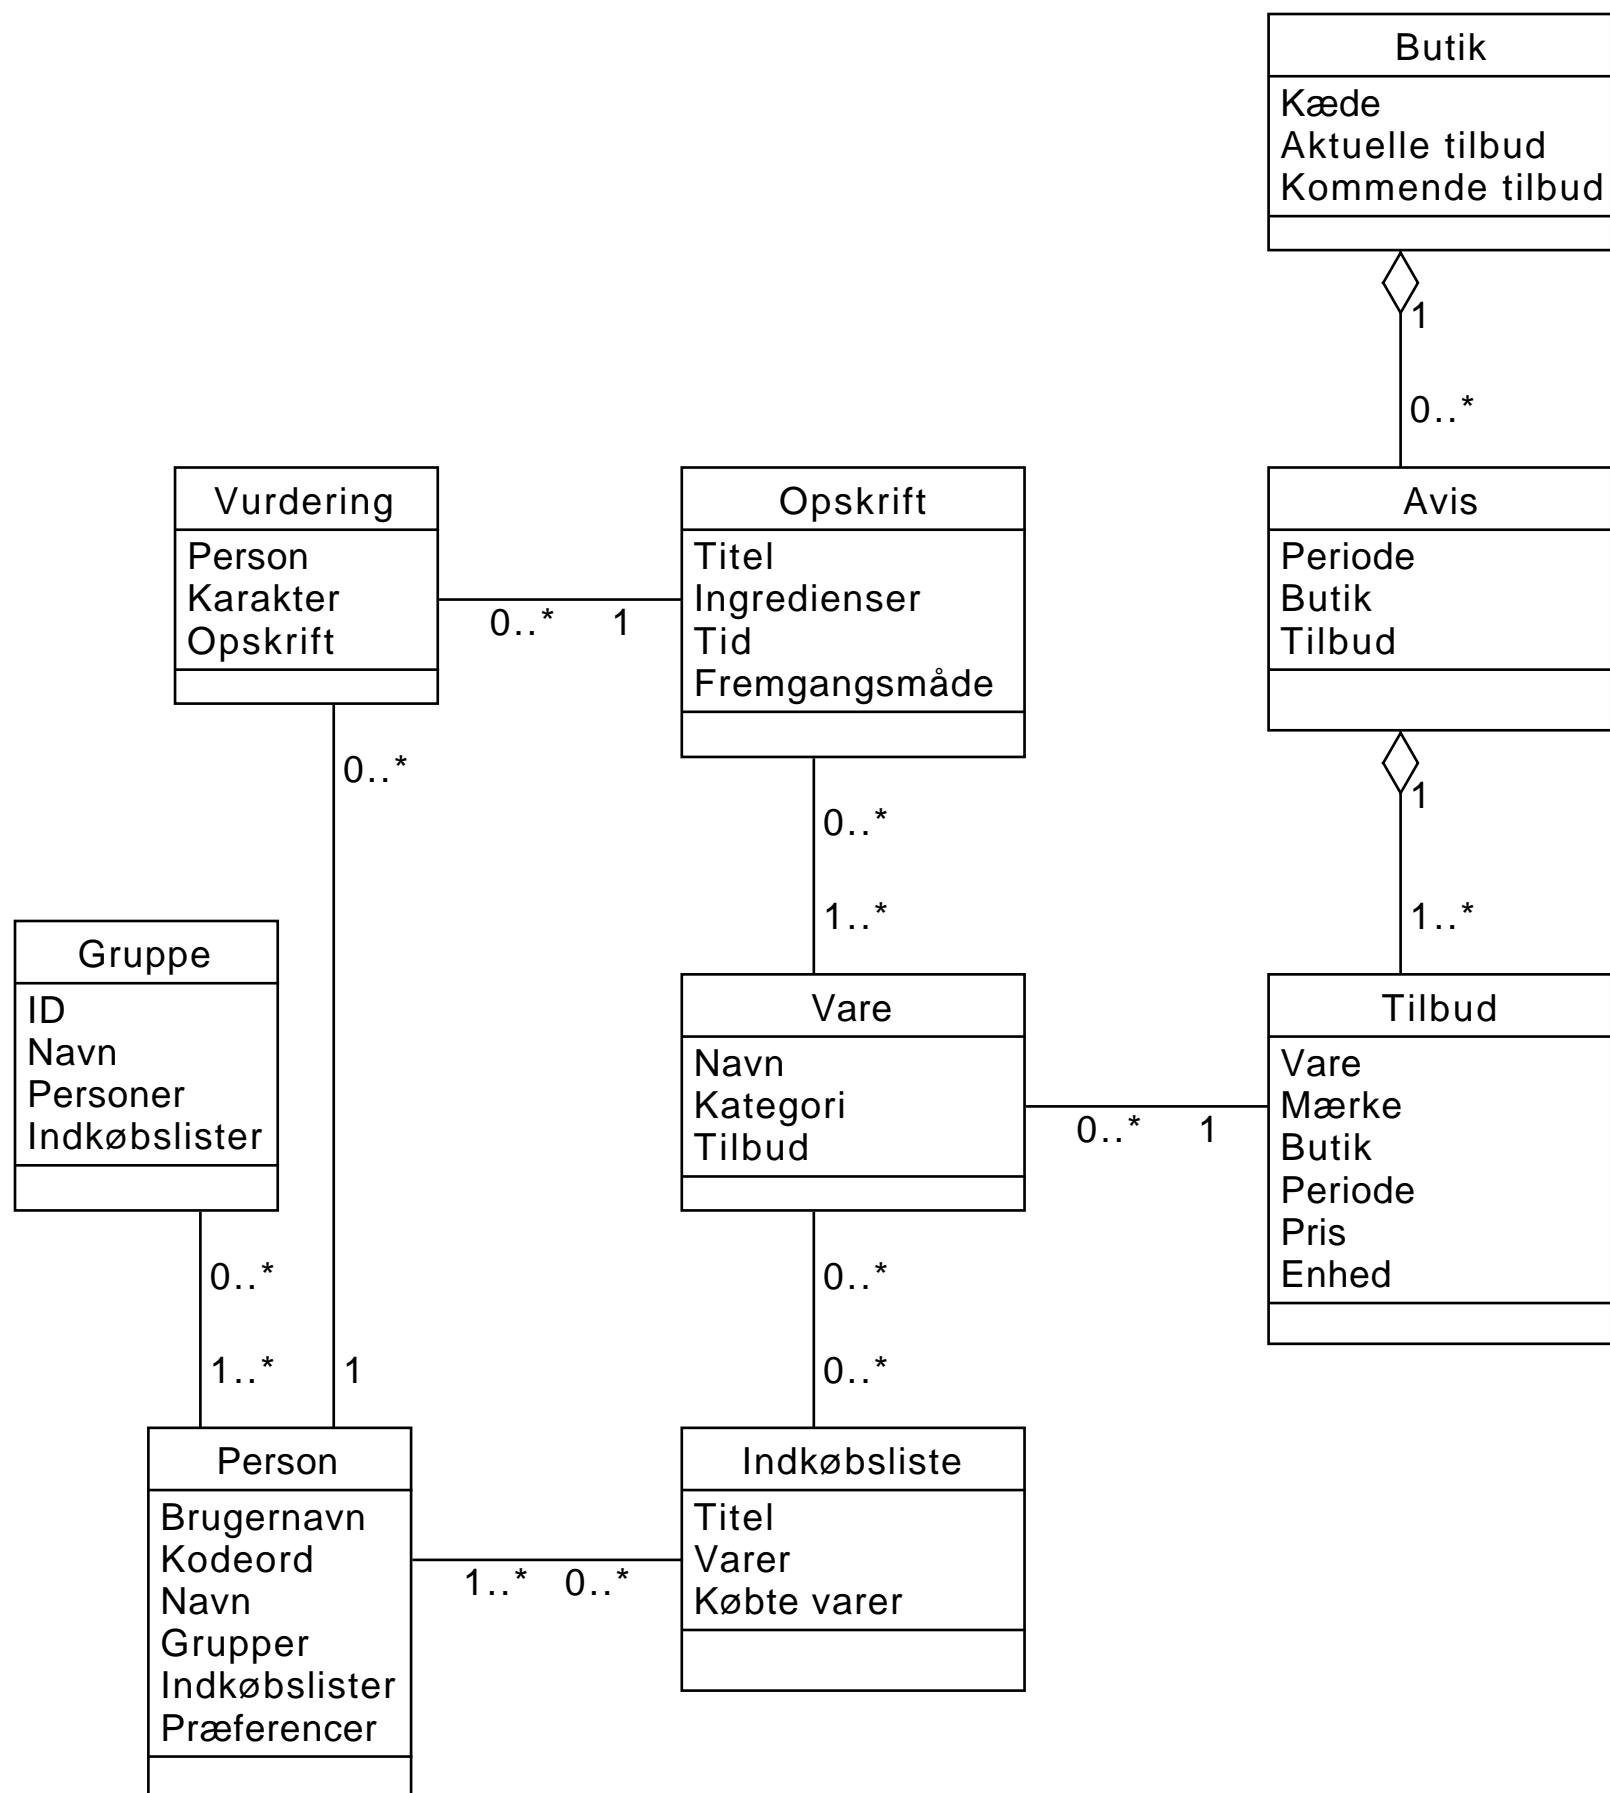 Butik
Kæde
Aktuelle tilbud
Kommende tilbud
1
0..*
Vurdering
Person
Karakter
Opskrift
0..*
1
Opskrift
Titel
Ingredienser
Tid
Fremgangsmåde
Avis
Periode
Butik
Tilbud
0..*
0..*
1..*
1
1..*
Gruppe
ID
Navn
Personer
Indkøbslister
Vare
Navn
Kategori
Tilbud
0..*
1
Tilbud
Vare
Mærke
Butik
Periode
Pris
Enhed
0..*
1..*
1
0..*
0..*
Person
Brugernavn
Kodeord
Navn
Grupper
Indkøbslister
Præferencer
1..*
0..*
Indkøbsliste
Titel
Varer
Købte varer